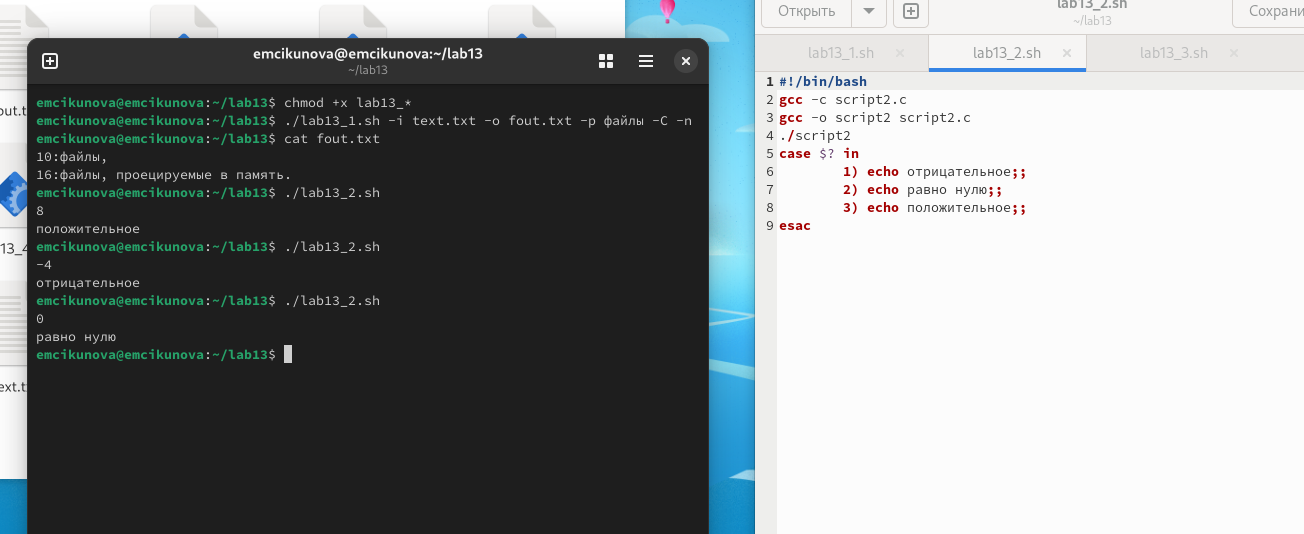 emcikunova@emcikunova:~/lab13
~/lab13
emcikunova@emcikunova:~/lab13$ chmod +x lab13_*
emcikunova@emcikunova:~/lab13$ ./lab13_1.sh -i text.txt -o fout.txt -p файлы -C -n
emcikunova@emcikunova:~/lab13$ cat fout.txt
10:файлы,
16:файлы, проецируемые в память.
emcikunova@emcikunova:~/lab13$ ./lab13_2.sh
8
положительное
emcikunova@emcikunova:~/lab13$ ./lab13_2.sh
-4
отрицательное
emcikunova@emcikunova:~/lab13$ ./lab13_2.sh
0
равно нулю
emcikunova@emcikunova:~/lab13$
out.t
13_4
ext.t
Открыть
lab13_2.sh
~/lab13
Сохрани
lab13_1.sh
lab13_2.sh
lab13_3.sh
1 #!/bin/bash
2 gcc -c script2.c
3 gcc -o script2 script2.c
4 ./script2
5 case $? in
6 1) echo отрицательное;;
7 2) echo равно нулю;;
8 3) echo положительное;;
9 esac